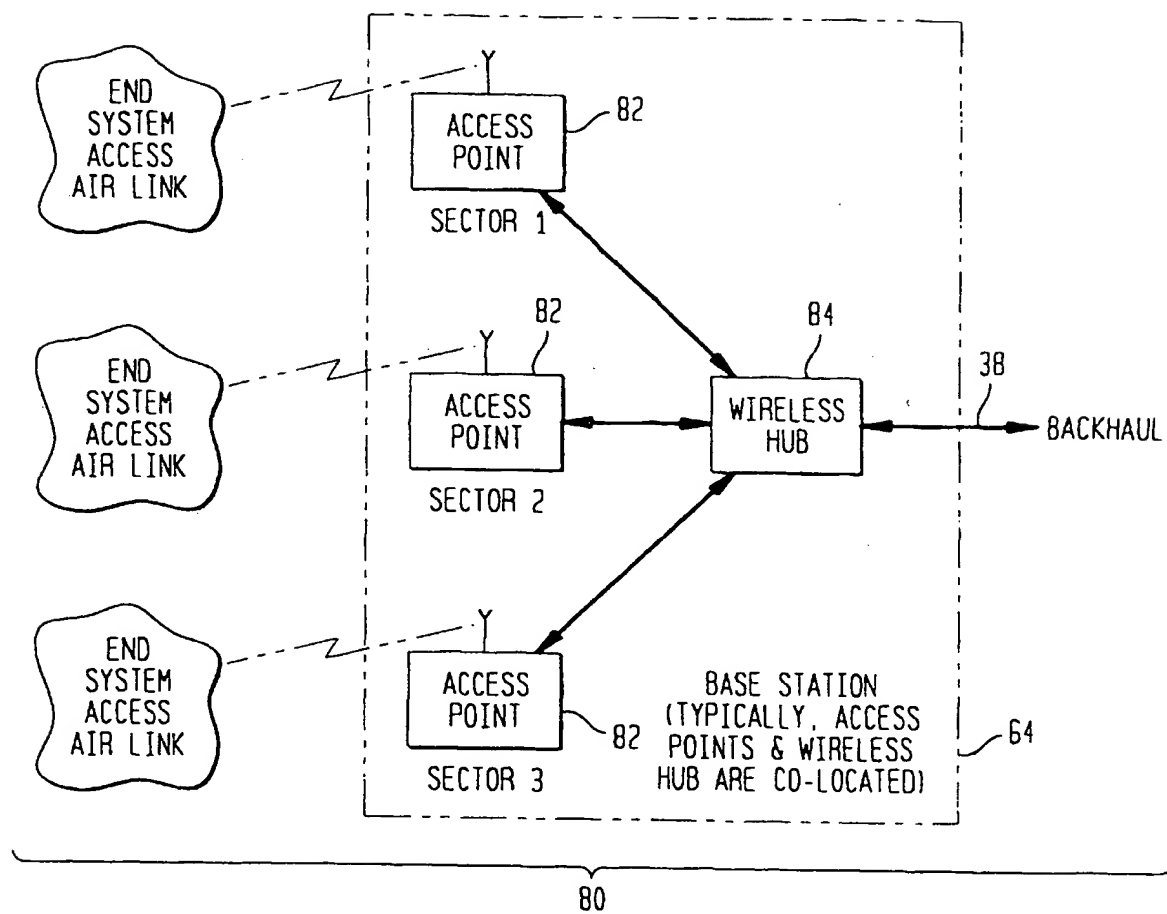 END
SYSTEM
ACCESS
AIR LINK
ACCESS
POINT
82
SECTOR 1
END
SYSTEM
ACCESS
AIR LINK
82
ACCESS
POINT
SECTOR 2
84
WIRELESS
HUB
38
BACKHAUL
END
SYSTEM
ACCESS
AIR LINK
ACCESS
POINT
82
SECTOR 3
BASE STATION
(TYPICALLY, ACCESS
POINTS & WIRELESS
HUB ARE CO-LOCATED)
64
80